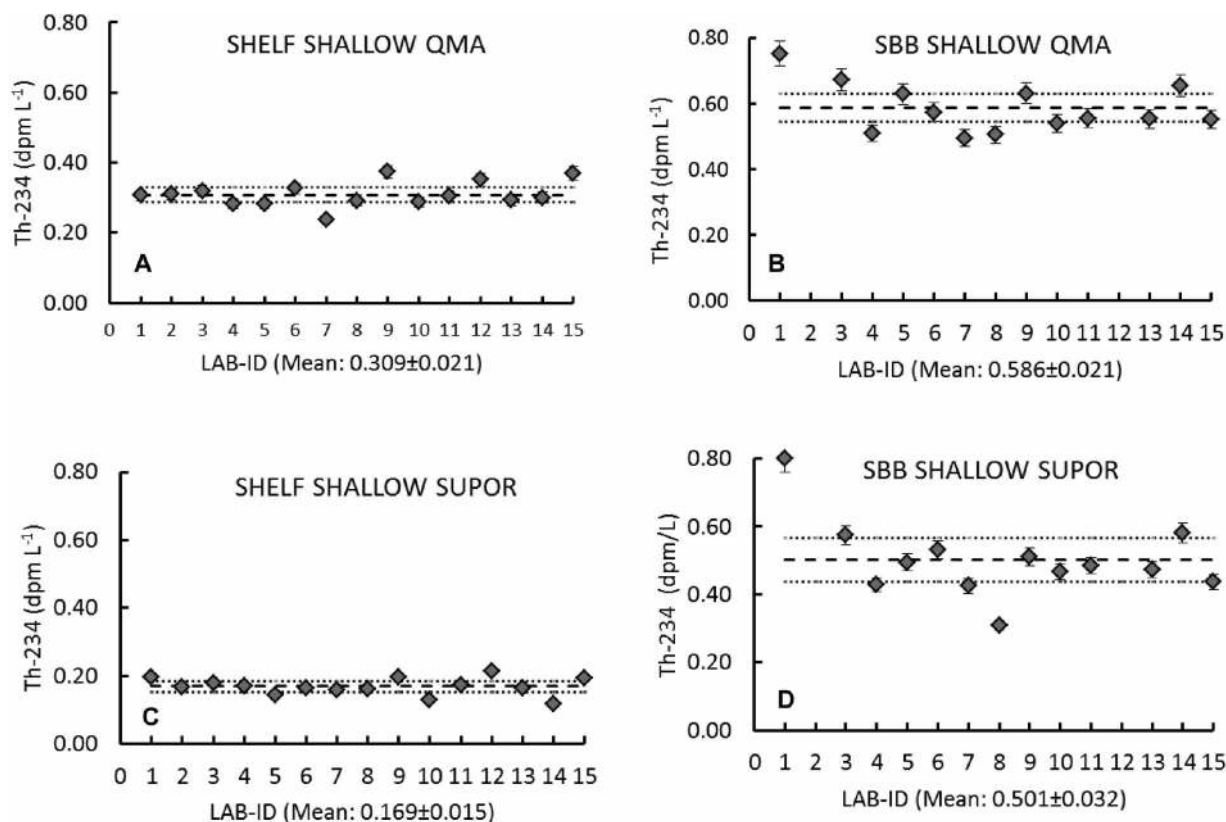 SHELF SHALLOW QMA
0.80
0.60
0.40
0.20
0.00
Th-234 (dpm L-1)
A
0 1 2 3 4 5 6 7 8 9 10 11 12 13 14 15
LAB-ID (Mean: 0.309±0.021)
SBB SHALLOW QMA
0.80
0.60
0.40
0.20
0.00
Th-234 (dpm L-1)
B
0 1 2 3 4 5 6 7 8 9 10 11 12 13 14 15
LAB-ID (Mean: 0.586±0.021)
SHELF SHALLOW SUPOR
0.80
0.60
0.40
0.20
0.00
Th-234 (dpm L-1)
C
0 1 2 3 4 5 6 7 8 9 10 11 12 13 14 15
LAB-ID (Mean: 0.169±0.015)
SBB SHALLOW SUPOR
0.80
0.60
0.40
0.20
0.00
Th-234 (dpm/L)
D
0 1 2 3 4 5 6 7 8 9 10 11 12 13 14 15
LAB-ID (Mean: 0.501±0.032)